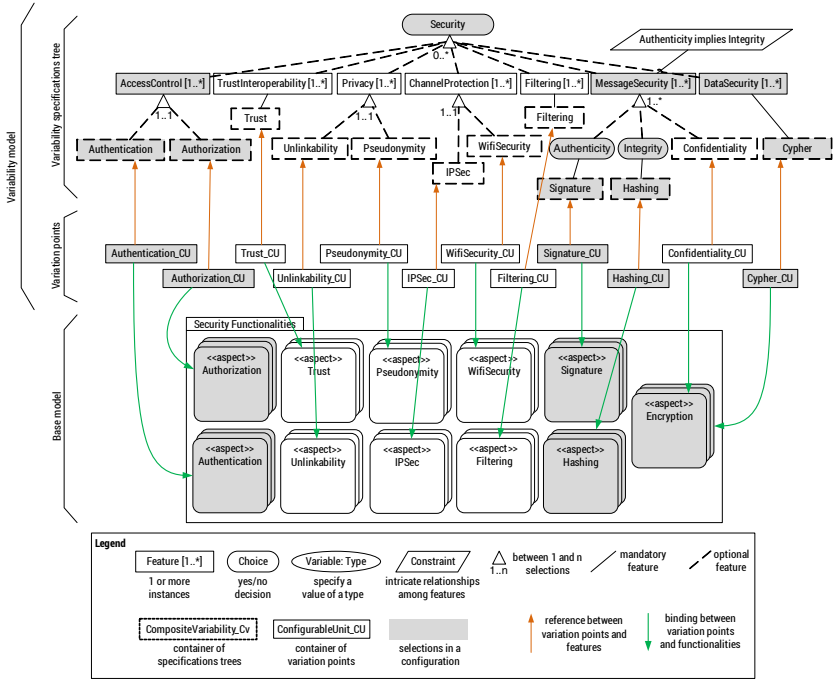 Security
0..*
Authenticity implies Integrity
AccessControl [1..*]
TrustInteroperability [1..*]
Privacy [1..*]
ChannelProtection [1..*]
Filtering [1..*]
MessageSecurity [1..*]
DataSecurity [1..*]
1..1
1..1
1..1
1..*
Trust
Filtering
Authentication
Authorization
Unlinkability
Pseudonymity
WifiSecurity
Authenticity
Integrity
Confidentiality
Cypher
IPSec
Signature
Hashing
Variability model
Variability specifications tree
Variation points
Base model
Authentication_CU
Trust_CU
Pseudonymity_CU
WifiSecurity_CU
Signature_CU
Confidentiality_CU
Authorization_CU
Unlinkability_CU
IPSec_CU
Filtering_CU
Hashing_CU
Cypher_CU
Security Functionalities
<<aspect>>
Authorization
<<aspect>>
Trust
<<aspect>>
Pseudonymity
<<aspect>>
WifiSecurity
<<aspect>>
Signature
<<aspect>>
Encryption
<<aspect>>
Authentication
<<aspect>>
Unlinkability
<<aspect>>
IPSec
<<aspect>>
Filtering
<<aspect>>
Hashing
Legend
Feature [1..*]
1 or more
instances
Choice
yes/no
decision
Variable: Type
specify a
value of a type
Constraint
intricate relationships
among features
1..n
between 1 and n
selections
mandatory
feature
optional
feature
CompositeVariability_Cv
container of
specifications trees
ConfigurableUnit_CU
container of
variation points
selections in a
configuration
reference between
variation points and
features
binding between
variation points
and functionalities